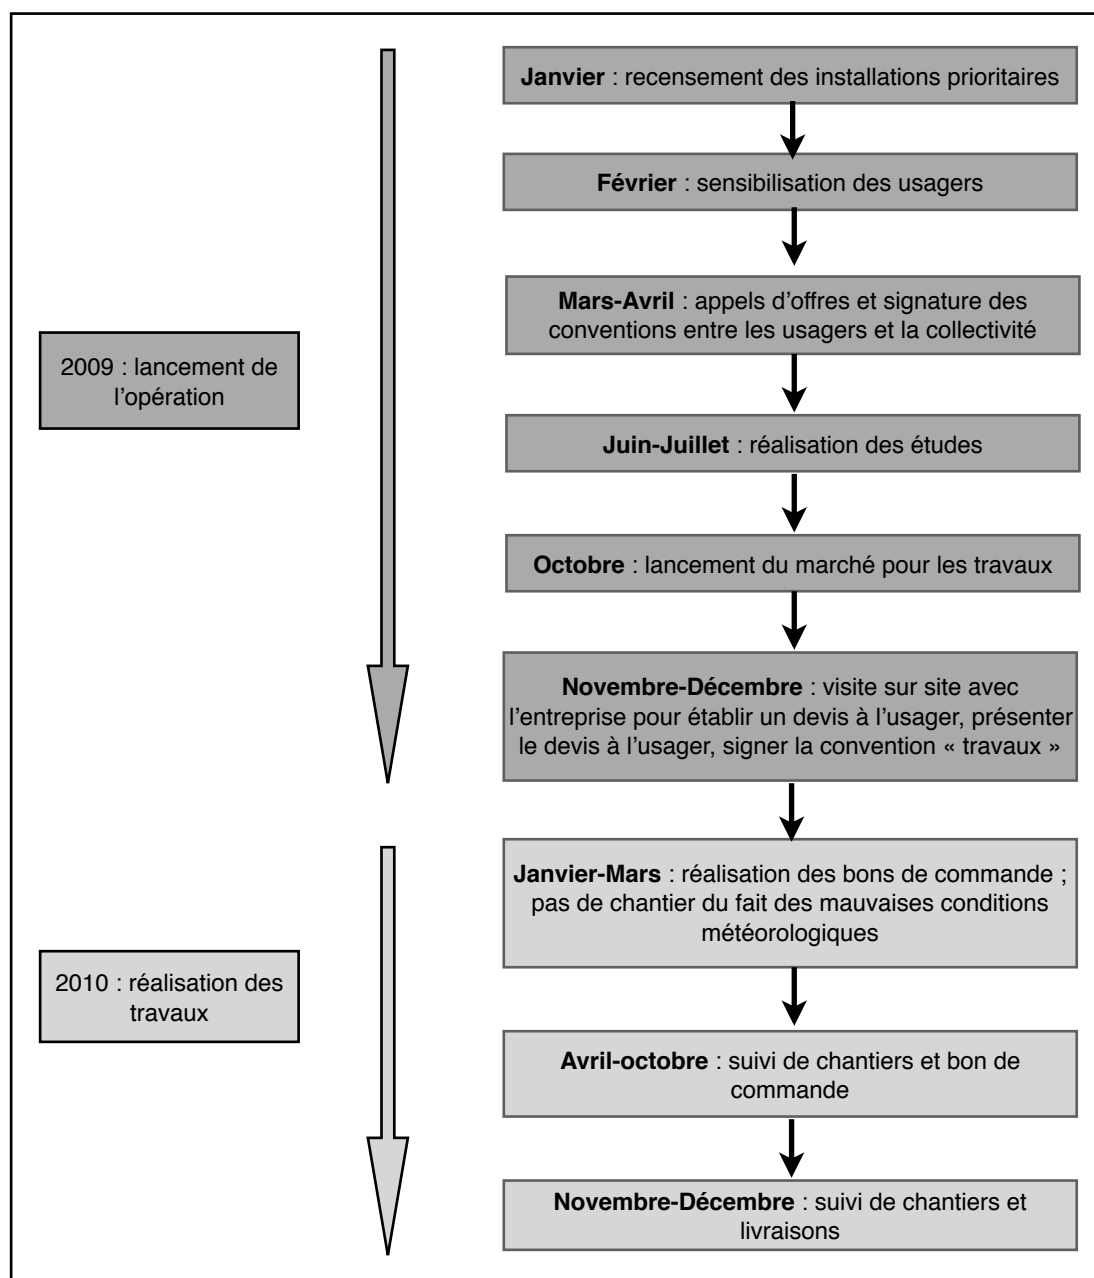 Janvier : recensement des installations prioritaires
Février : sensibilisation des usagers
Mars-Avril : appels d’offres et signature des
conventions entre les usagers et la collectivité
2009 : lancement de
l’opération
Juin-Juillet : réalisation des études
Octobre : lancement du marché pour les travaux
Novembre-Décembre : visite sur site avec
l’entreprise pour établir un devis à l’usager, présenter
le devis à l’usager, signer la convention « travaux »
Janvier-Mars : réalisation des bons de commande ;
pas de chantier du fait des mauvaises conditions
météorologiques
2010 : réalisation des
travaux
Avril-octobre : suivi de chantiers et bon de
commande
Novembre-Décembre : suivi de chantiers et
livraisons